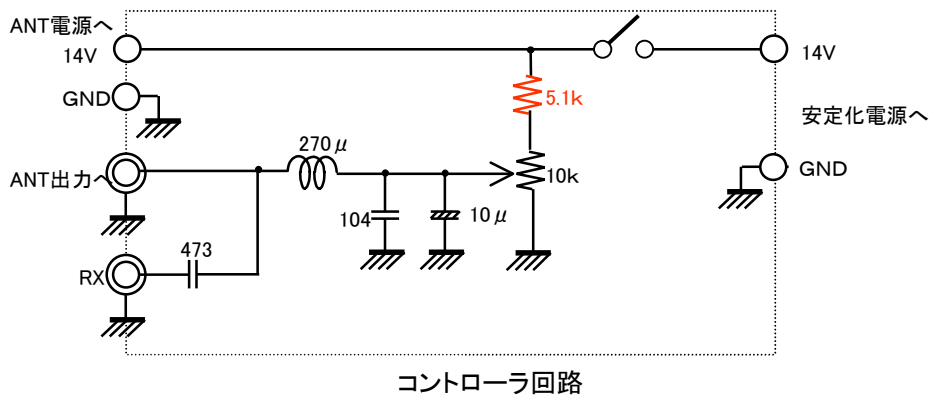 ANT電源へ
14V
14V
GND
5.1k
安定化電源へ
270μ
GND
ANT出力へ
10k
104
10μ
473
RX
コントローラ回路